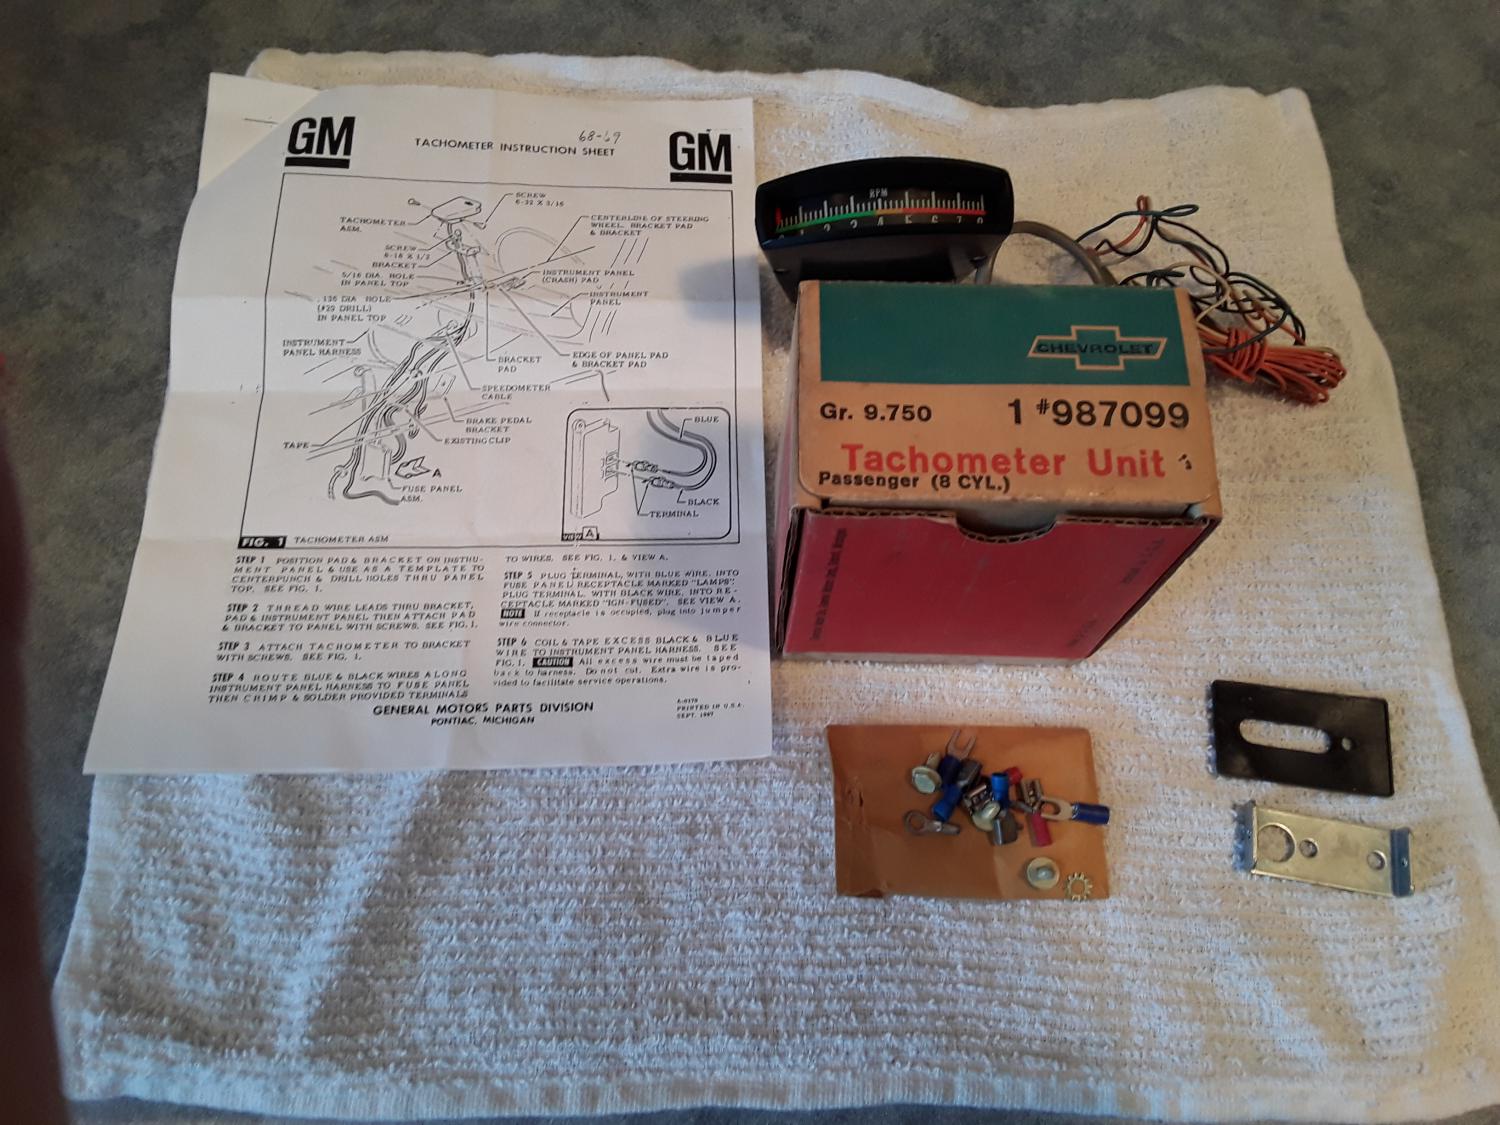 GM
68-69
TACHOMETER INSTRUCTION SHEET
GM
SCREW
6-32 X 3/16
TACHOMETER
ASM.
CENTERLINE OF STEERING
WHEEL, BRACKET PAD
& BRACKET
SCREW
BRACKET
5/16 DIA. HOLE
IN PANEL TOP
INSTRUMENT PANEL
(CRASH) PAD
.136 DIA HOLE
(#29 DRILL)
IN PANEL TOP
INSTRUMENT
PANEL
INSTRUMENT
PANEL HARNESS
BRACKET
PAD
EDGE OF PANEL PAD
& BRACKET PAD
SPEEDOMETER
CABLE
BRAKE PEDAL
BRACKET
EXISTING CLIP
TAPE
A
FUSE PANEL
ASM.
BLUE
BLACK
TERMINAL
VIEW A
FIG. 1 TACHOMETER ASM
STEP 1 POSITION PAD & BRACKET ON INSTRU-
MENT PANEL & USE AS A TEMPLATE TO
CENTERPUNCH & DRILL HOLES THRU PANEL
TOP. SEE FIG. 1.
STEP 2 THREAD WIRE LEADS THRU BRACKET,
PAD & INSTRUMENT PANEL THEN ATTACH PAD
& BRACKET TO PANEL WITH SCREWS. SEE FIG. 1.
STEP 3 ATTACH TACHOMETER TO BRACKET
WITH SCREWS. SEE FIG. 1.
STEP 4 ROUTE BLUE & BLACK WIRES ALONG
INSTRUMENT PANEL HARNESS TO FUSE PANEL
THEN CRIMP & SOLDER PROVIDED TERMINALS
TO WIRES. SEE FIG. 1, & VIEW A.
STEP 5 PLUG TERMINAL, WITH BLUE WIRE, INTO
FUSE PANEL RECEPTACLE MARKED "LAMPS".
PLUG TERMINAL, WITH BLACK WIRE, INTO RE-
CEPTACLE MARKED "IGN-FUSED". SEE VIEW A.
NOTE If receptacle is occupied, plug into jumper
wire connector.
STEP 6 COIL & TAPE EXCESS BLACK & BLUE
WIRE TO INSTRUMENT PANEL HARNESS. SEE
FIG. 1. CAUTION All excess wire must be taped
back to harness. Do not cut. Extra wire is pro-
vided to facilitate service operations.
GENERAL MOTORS PARTS DIVISION
PONTIAC, MICHIGAN
PRINTED IN U.S.A.
SEPT. 1967
RPM
1 2 3 4 5 6 7 8
CHEVROLET
Gr. 9.750 1 #987099
Tachometer Unit
Passenger (8 CYL.)